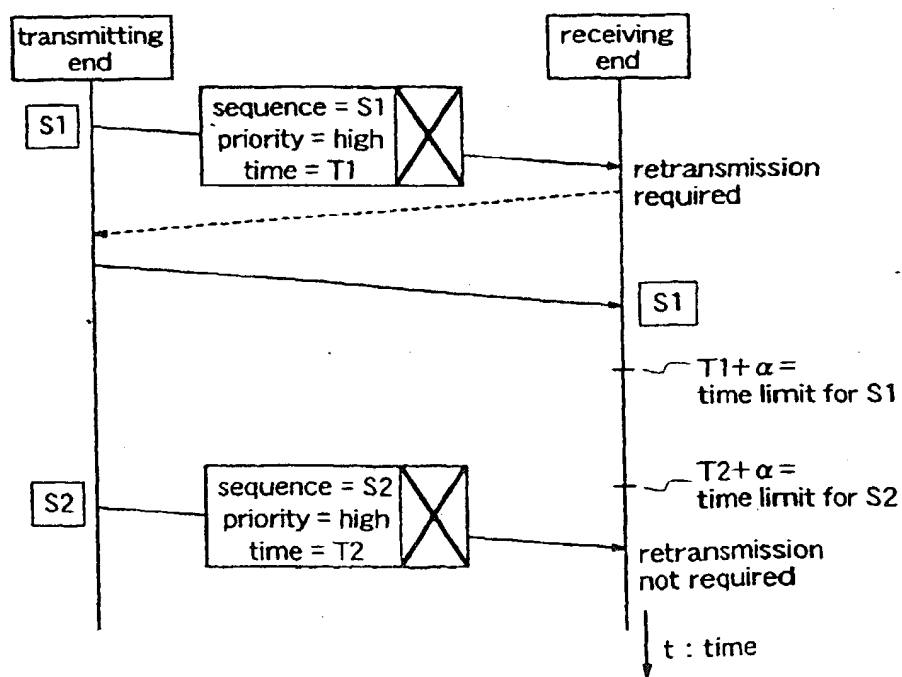 transmitting
end
receiving
end
S1
sequence = S1
priority = high
time = T1
retransmission
required
S1
T1+ α =
time limit for S1
T2+ α =
time limit for S2
S2
sequence = S2
priority = high
time = T2
retransmission
not required
t : time